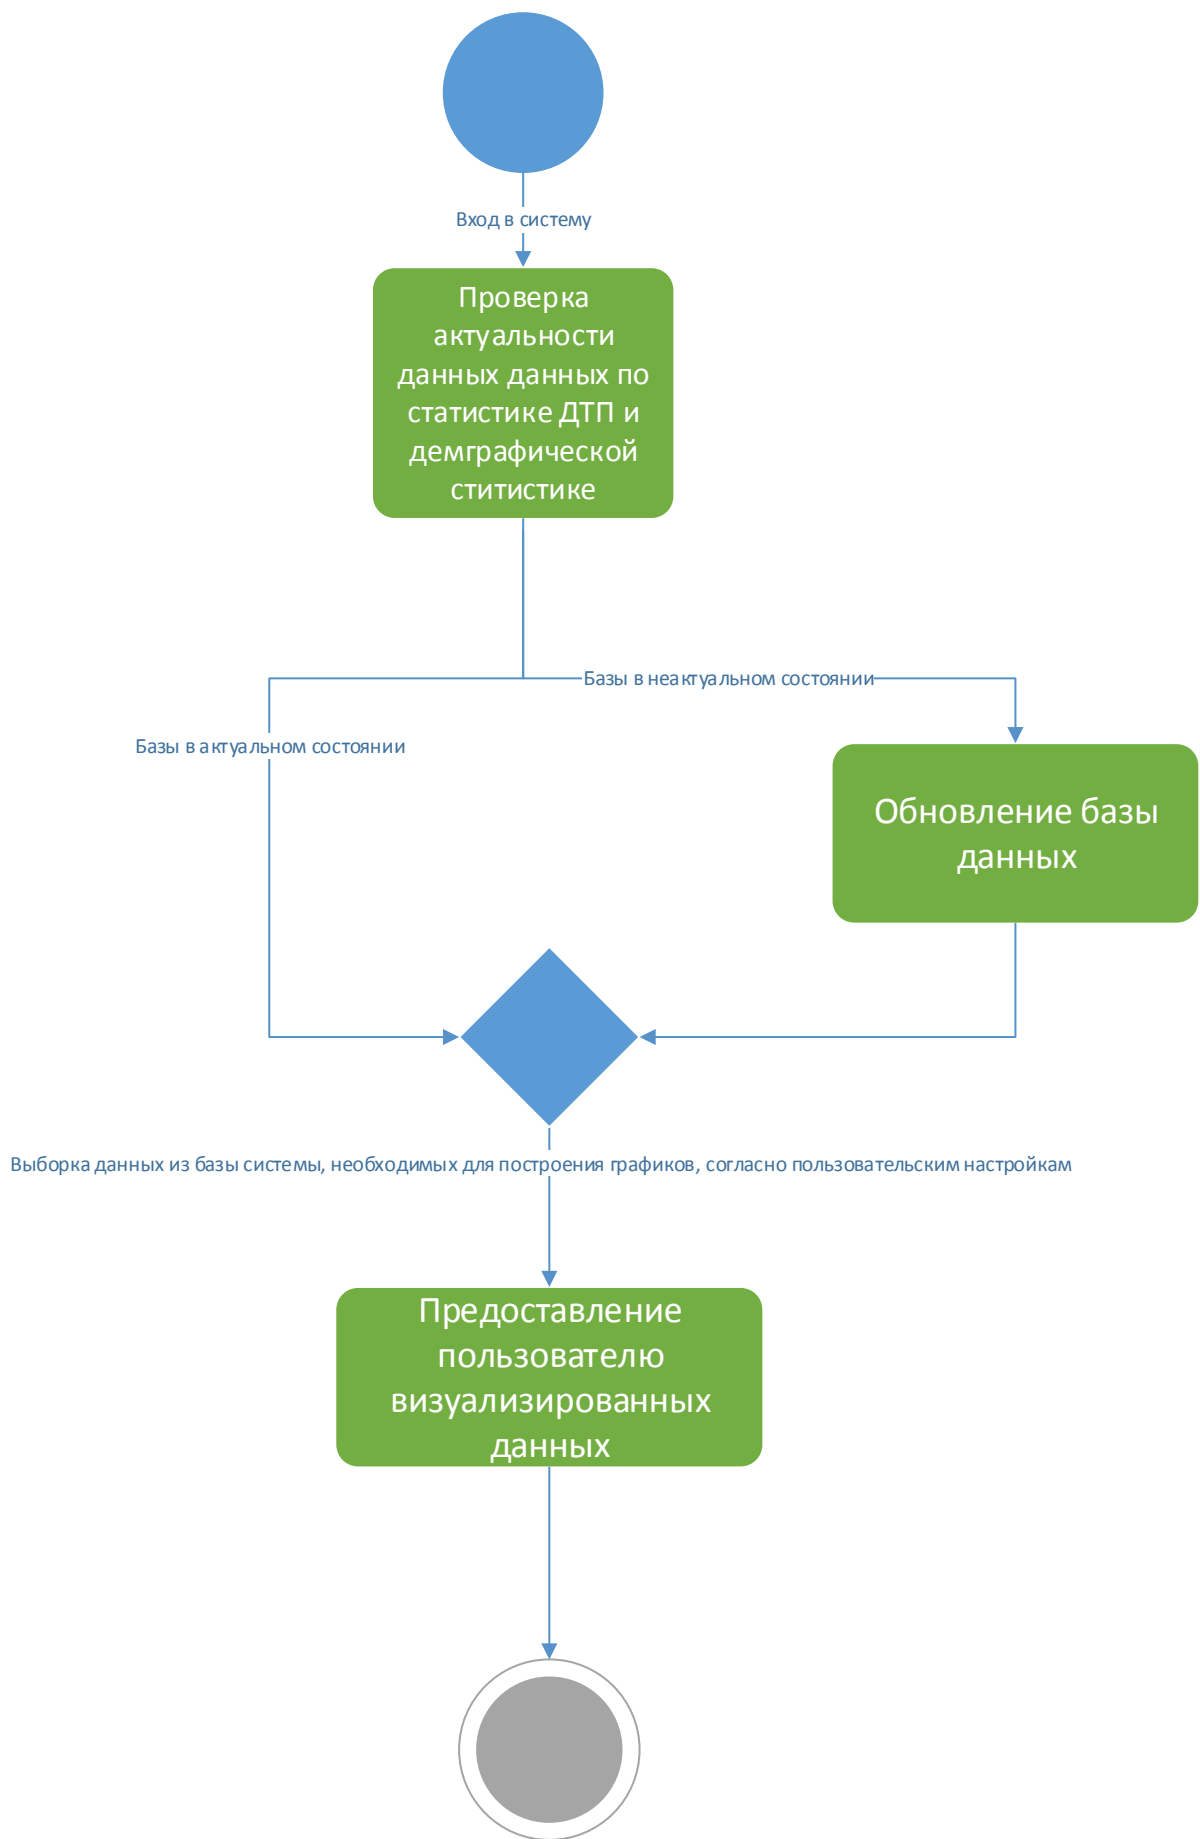 Вход в систему
Проверка
актуальности
данных данных по
статистике ДТП и
демграфической
ститистике
Базы в неактуальном состоянии
Базы в актуальном состоянии
Обновление базы
данных
Выборка данных из базы системы, необходимых для построения графиков, согласно пользовательским настройкам
Предоставление
пользователю
визуализированных
данных